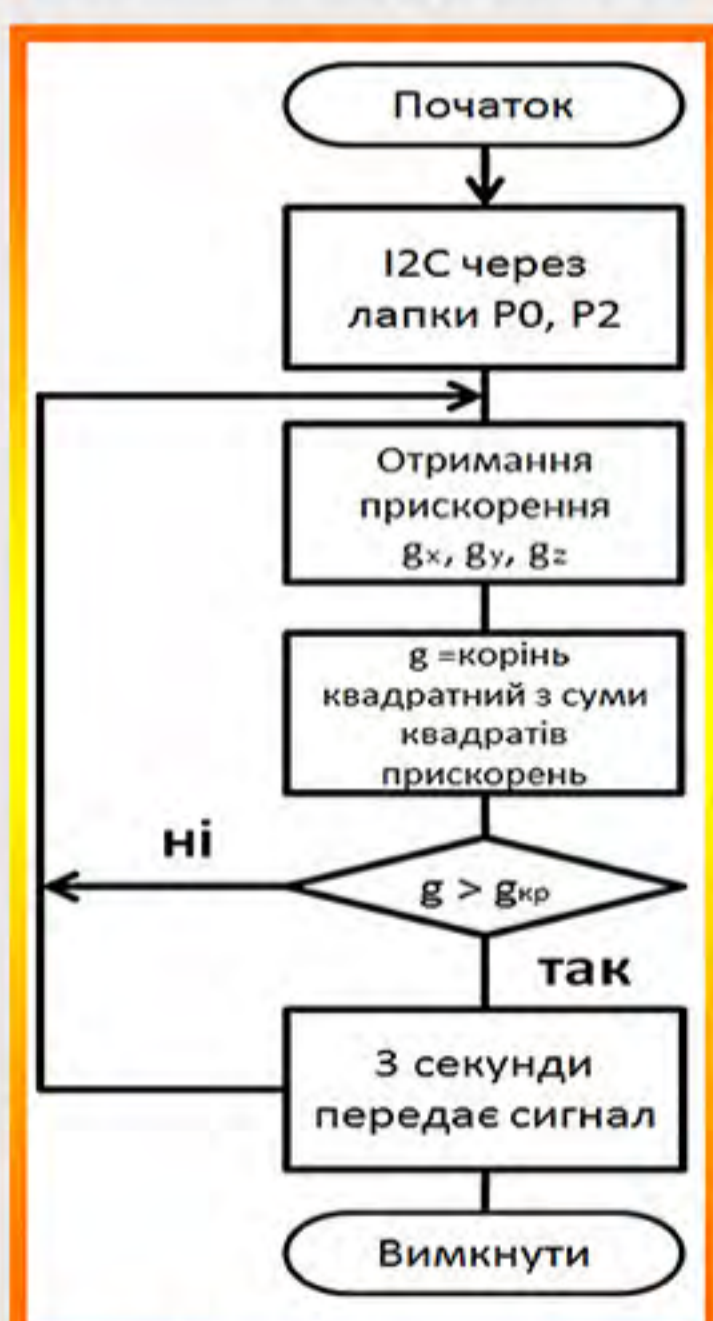 Початок
I2C через
лапки P0, P2
Отримання
прискорення
gx, gy, gz
g =корінь
квадратний з суми
квадратів
прискорень
ні
g > gкр
так
3 секунди
передає сигнал
Вимкнути